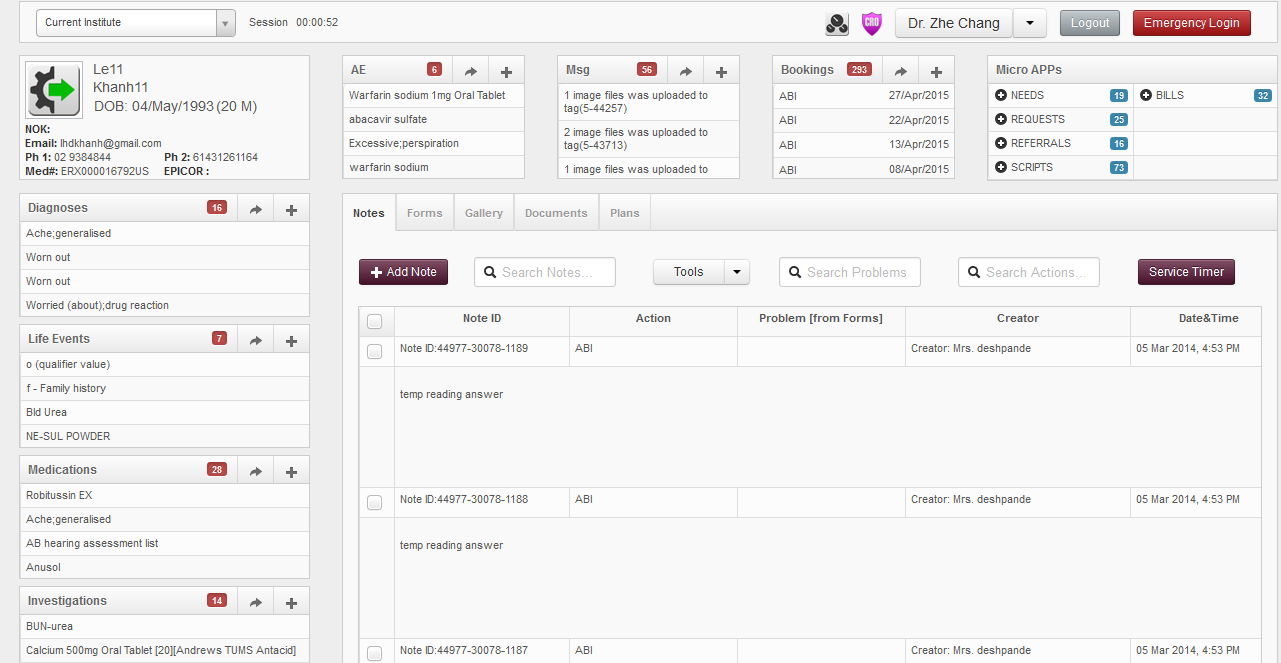 Current Institute
Session 00:00:52
CRO
Dr. Zhe Chang
Logout
Emergency Login
Le11
Khanh11
DOB: 04/May/1993 (20 M)
NOK:
Email: lhdkhanh@gmail.com
Ph 1: 02 9384844 Ph 2: 61431261164
Med#: ERX000016792US EPICOR :
AE 6
Warfarin sodium 1mg Oral Tablet
abacavir sulfate
Excessive;perspiration
warfarin sodium
Msg 56
1 image files was uploaded to
tag(5-44257)
2 image files was uploaded to
tag(5-43713)
1 image files was uploaded to
Bookings 293
ABI 27/Apr/2015
ABI 22/Apr/2015
ABI 13/Apr/2015
ABI 08/Apr/2015
Micro APPs
NEEDS 19 BILLS 32
REQUESTS 25
REFERRALS 16
SCRIPTS 73
Diagnoses 16
Ache;generalised
Worn out
Worn out
Worried (about);drug reaction
Life Events 7
o (qualifier value)
f - Family history
Bld Urea
NE-SUL POWDER
Medications 28
Robitussin EX
Ache;generalised
AB hearing assessment list
Anusol
Investigations 14
BUN-urea
Calcium 500mg Oral Tablet [20][Andrews TUMS Antacid]
Notes Forms Gallery Documents Plans
Add Note Search Notes... Tools Search Problems Search Actions... Service Timer
Note ID Action Problem [from Forms] Creator Date&Time
Note ID:44977-30078-1189 ABI Creator: Mrs. deshpande 05 Mar 2014, 4:53 PM
temp reading answer
Note ID:44977-30078-1188 ABI Creator: Mrs. deshpande 05 Mar 2014, 4:53 PM
temp reading answer
Note ID:44977-30078-1187 ABI Creator: Mrs. deshpande 05 Mar 2014, 4:53 PM